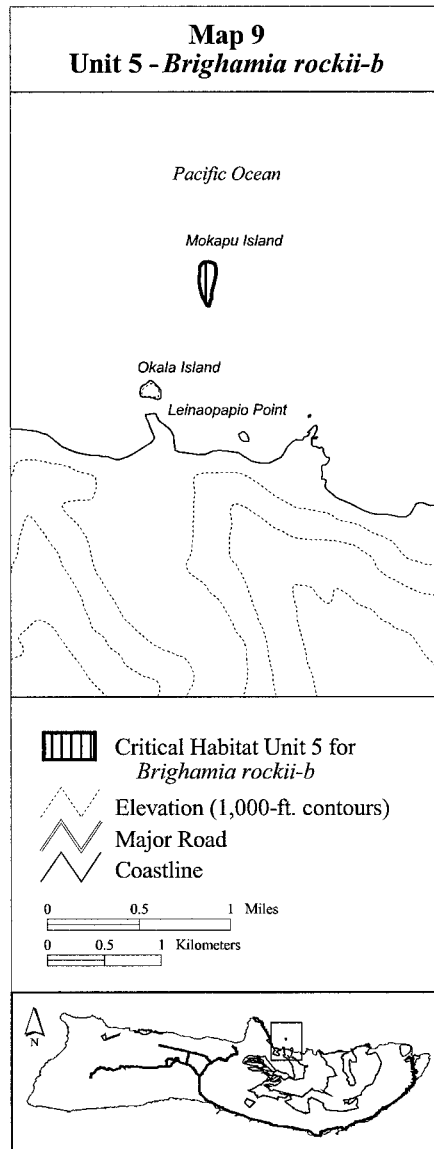 Map 9
Unit 5 - Brighamia rockii-b
Pacific Ocean
Mokapu Island
Okala Island
Leinaopapio Point
Critical Habitat Unit 5 for
Brighamia rockii-b
Elevation (1,000-ft. contours)
Major Road
Coastline
0 0.5 1 Miles
0 0.5 1 Kilometers
N